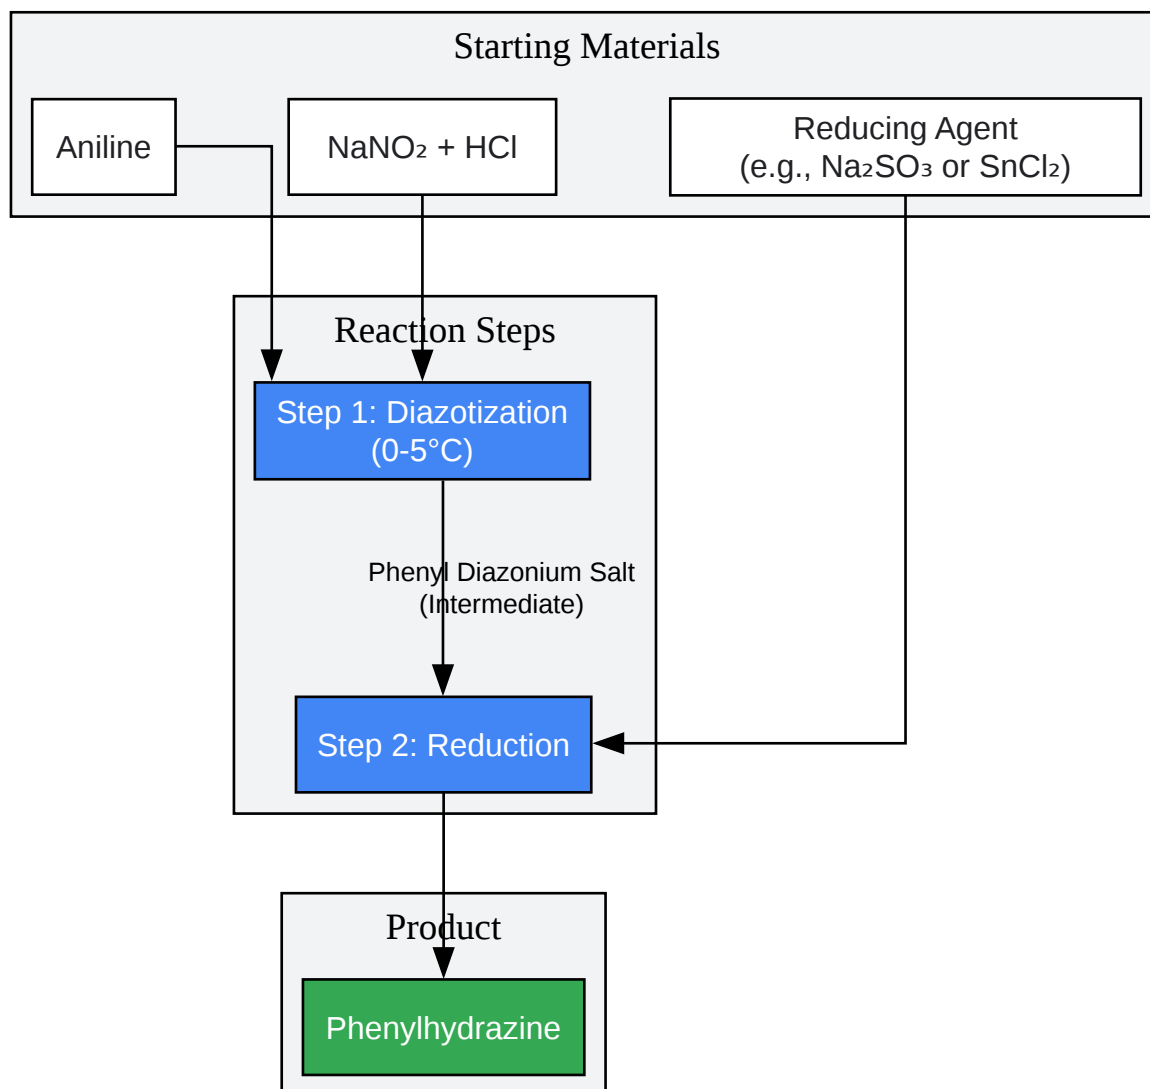 Starting Materials
Aniline
NaNO₂ + HCl
Reducing Agent
(e.g., Na₂SO₃ or SnCl₂)
Reaction Steps
Step 1: Diazotization
(0-5°C)
Phenyl Diazonium Salt
(Intermediate)
Step 2: Reduction
Product
Phenylhydrazine